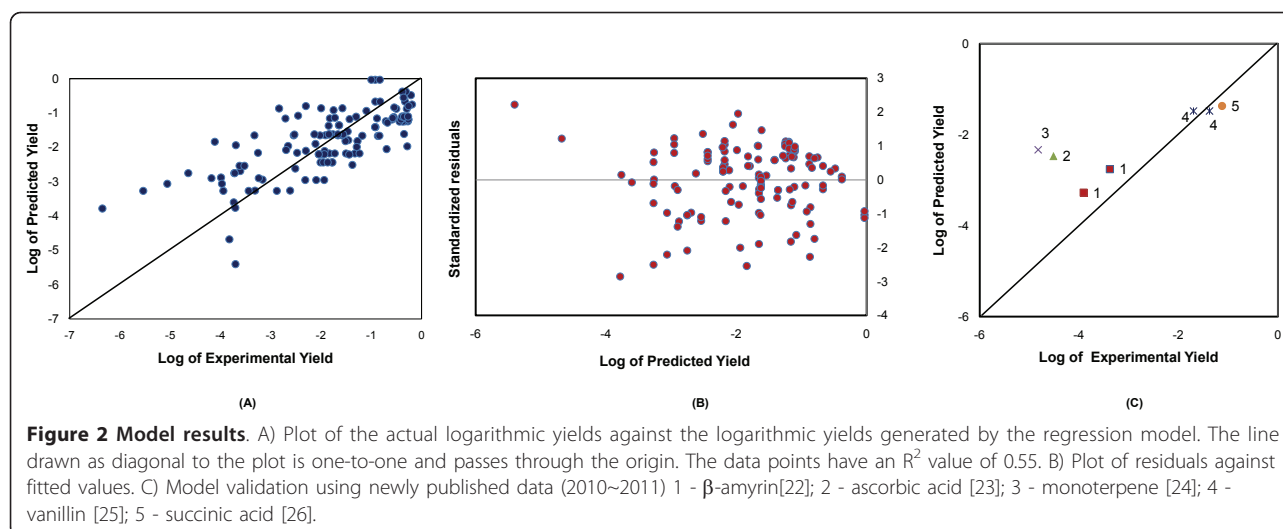 0
-1
-2
-3
-4
-5
-6
-7
Log of Predicted Yield
-7 -6 -5 -4 -3 -2 -1 0
Log of Experimental Yield
(A)
3
2
1
0
-1
-2
-3
-4
Standardized residuals
-6 -4 -2 0
Log of Predicted Yield
(B)
0
-2
-4
-6
Log of Predicted Yield
5
4
4
3
2
1
1
-6 -4 -2 0
Log of Experimental Yield
(C)
Figure 2 Model results. A) Plot of the actual logarithmic yields against the logarithmic yields generated by the regression model. The line
drawn as diagonal to the plot is one-to-one and passes through the origin. The data points have an R² value of 0.55. B) Plot of residuals against
fitted values. C) Model validation using newly published data (2010~2011) 1 - β-amyrin[22]; 2 - ascorbic acid [23]; 3 - monoterpene [24]; 4 -
vanillin [25]; 5 - succinic acid [26].